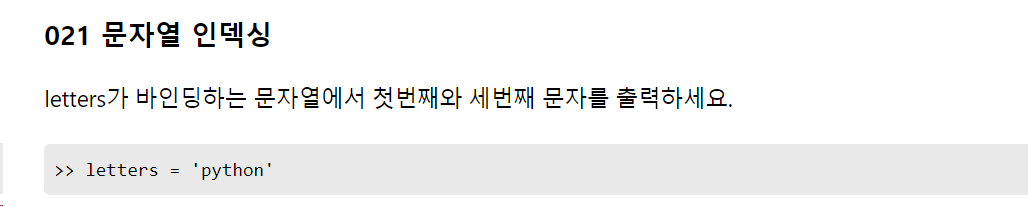 021 문자열 인덱싱
letters가 바인딩하는 문자열에서 첫번째와 세번째 문자를 출력하세요.
>> letters = 'python'